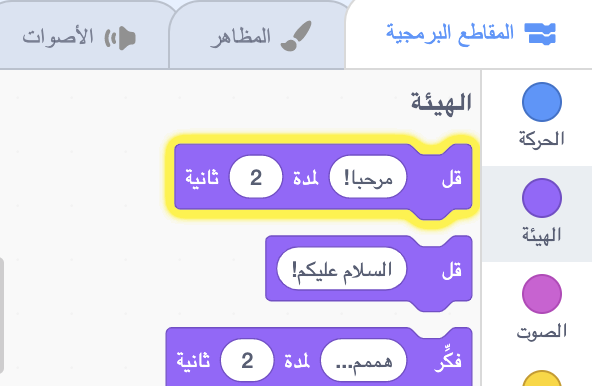 المقاطع البرمجية
المظاهر
الأصوات
الحركة
الهيئة
الصوت
الهيئة
قل مرحبا! لمدة 2 ثانية
قل السلام عليكم!
فكِّر هممم... لمدة 2 ثانية